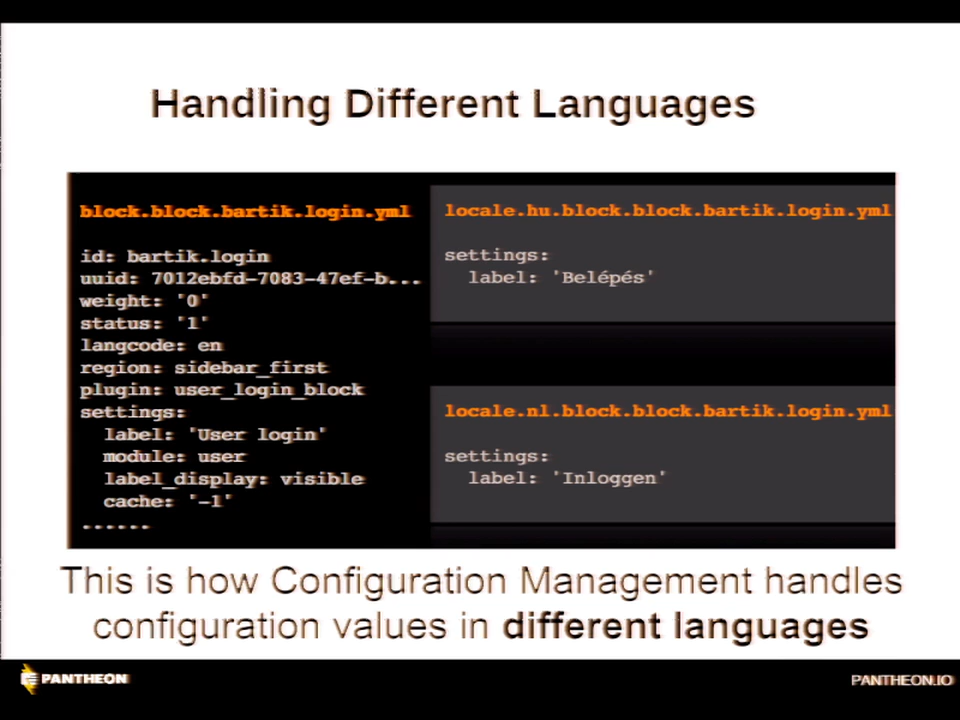 Handling Different Languages
block.block.bartik.login.yml
id: bartik.login
uuid: 7012ebfd-7083-47ef-b...
weight: '0'
status: '1'
langcode: en
region: sidebar_first
plugin: user_login_block
settings:
label: 'User login'
module: user
label_display: visible
cache: '-1'
......
locale.hu.block.block.bartik.login.yml
settings:
label: 'Belépés'
locale.nl.block.block.bartik.login.yml
settings:
label: 'Inloggen'
This is how Configuration Management handles
configuration values in different languages
PANTHEON
PANTHEON.IO